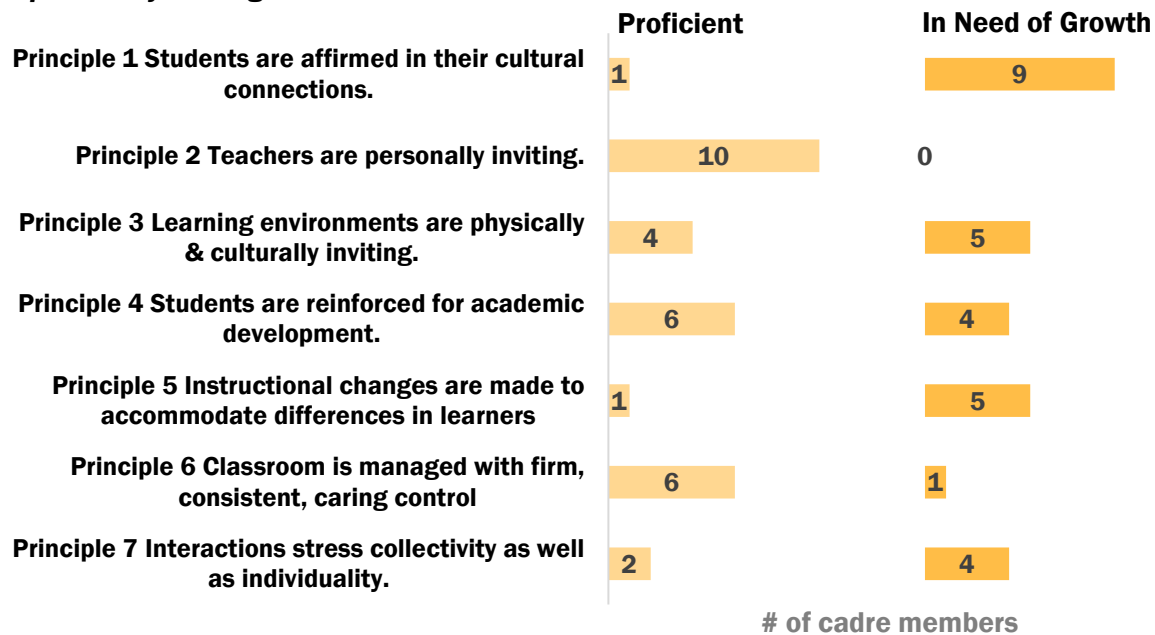 Proficient
In Need of Growth
Principle 1 Students are affirmed in their cultural
connections.
1
9
Principle 2 Teachers are personally inviting.
10
0
Principle 3 Learning environments are physically
& culturally inviting.
4
5
Principle 4 Students are reinforced for academic
development.
6
4
Principle 5 Instructional changes are made to
accommodate differences in learners
1
5
Principle 6 Classroom is managed with firm,
consistent, caring control
6
1
Principle 7 Interactions stress collectivity as well
as individuality.
2
4
# of cadre members